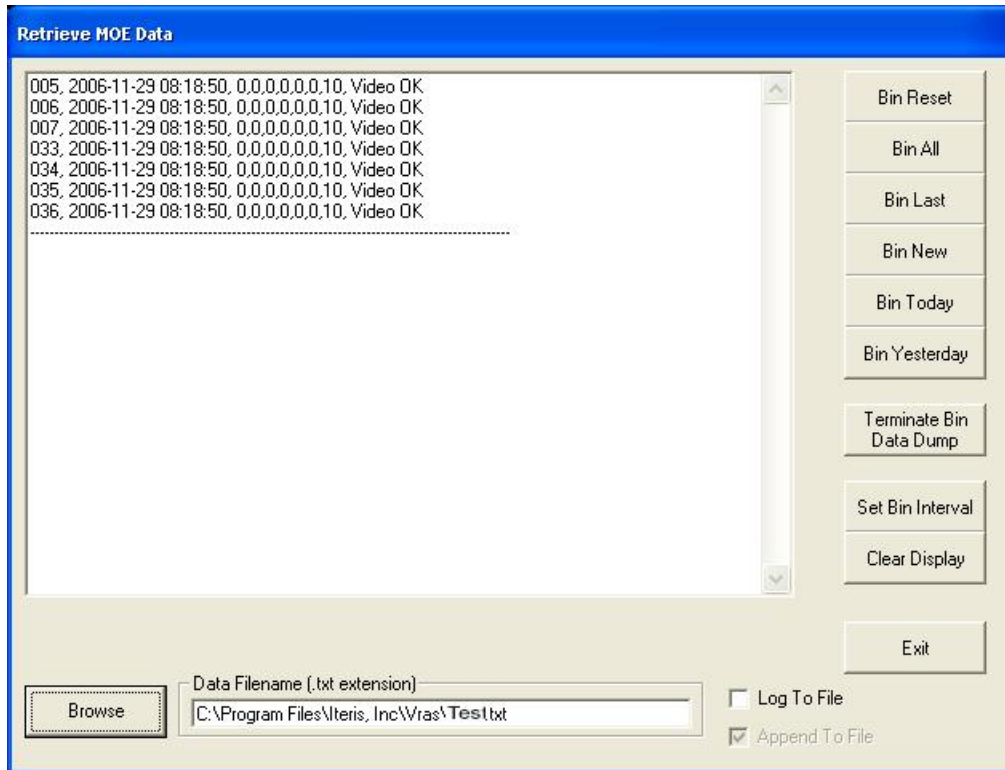 Retrieve MOE Data
005, 2006-11-29 08:18:50, 0,0,0,0,0,0,10, Video OK
006, 2006-11-29 08:18:50, 0,0,0,0,0,0,10, Video OK
007, 2006-11-29 08:18:50, 0,0,0,0,0,0,10, Video OK
033, 2006-11-29 08:18:50, 0,0,0,0,0,0,10, Video OK
034, 2006-11-29 08:18:50, 0,0,0,0,0,0,10, Video OK
035, 2006-11-29 08:18:50, 0,0,0,0,0,0,10, Video OK
036, 2006-11-29 08:18:50, 0,0,0,0,0,0,10, Video OK
------------------------------------------------------------------------------------------------
Bin Reset
Bin All
Bin Last
Bin New
Bin Today
Bin Yesterday
Terminate Bin
Data Dump
Set Bin Interval
Clear Display
Exit
Browse
Data Filename (.txt extension)
C:\Program Files\Iteris, Inc\Vras\Test.txt
Log To File
Append To File